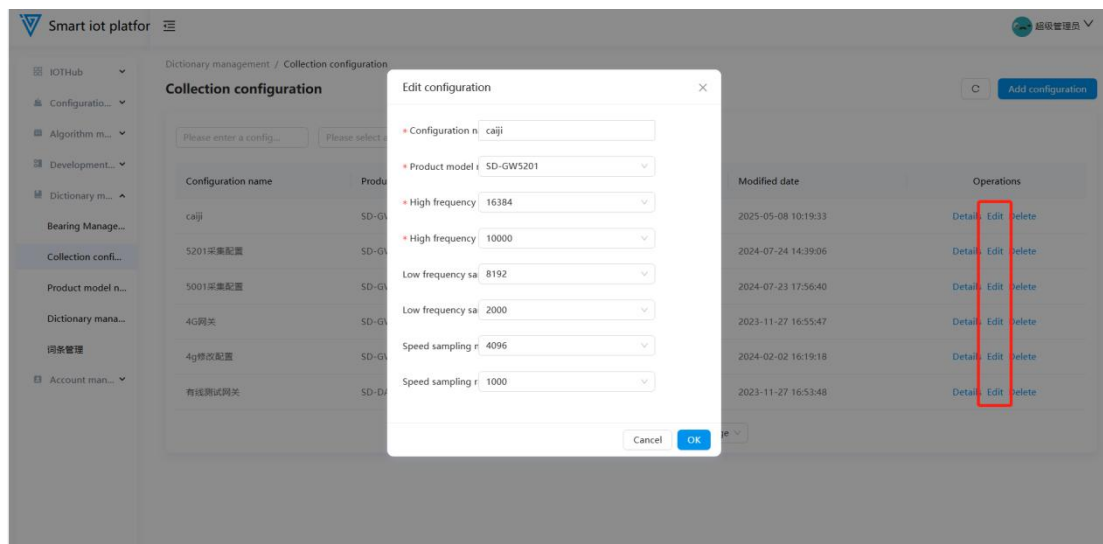 Smart iot platfor
超级管理员
IOTHub
Configuratio...
Algorithm m...
Development...
Dictionary m...
Bearing Manage...
Collection confi...
Product model n...
Dictionary mana...
词条管理
Account man...
Dictionary management / Collection configuration
Collection configuration
Add configuration
Please enter a config...
Please select a
Configuration name
Produ
Modified date
Operations
caiji
SD-GW
2025-05-08 10:19:33
Details Edit Delete
5201采集配置
SD-GW
2024-07-24 14:39:06
Details Edit Delete
5001采集配置
SD-GW
2024-07-23 17:56:40
Details Edit Delete
4G网关
SD-GW
2023-11-27 16:55:47
Details Edit Delete
4g修改配置
SD-GW
2024-02-02 16:19:18
Details Edit Delete
有线测试网关
SD-DA
2023-11-27 16:53:48
Details Edit Delete
ge
Edit configuration
* Configuration n caiji
* Product model SD-GW5201
* High frequency 16384
* High frequency 10000
Low frequency sa 8192
Low frequency sa 2000
Speed sampling r 4096
Speed sampling r 1000
Cancel
OK